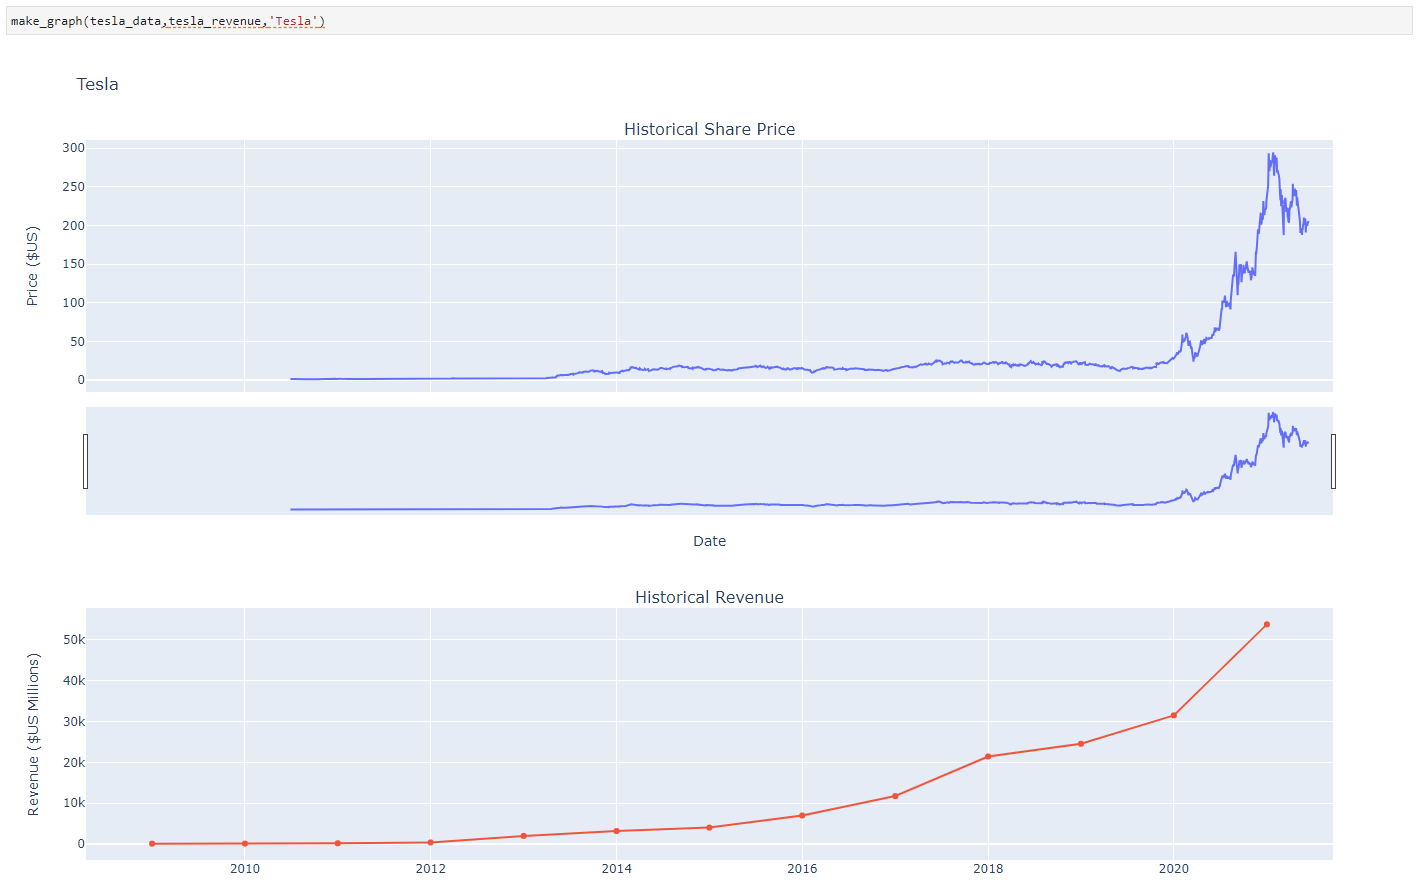 make_graph(tesla_data,tesla_revenue,'Tesla')
Tesla
Historical Share Price
Price ($US)
300
250
200
150
100
50
0
2010
2012
2014
2016
2018
2020
Date
Historical Revenue
Revenue ($US Millions)
50k
40k
30k
20k
10k
0